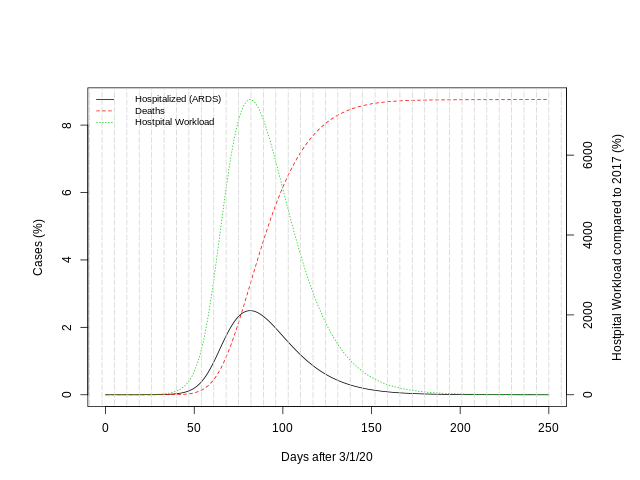 Hospitalized (ARDS)
Deaths
Hostpital Workload
8
6
4
2
0
Cases (%)
6000
4000
2000
0
Hostpital Workload compared to 2017 (%)
0 50 100 150 200 250
Days after 3/1/20